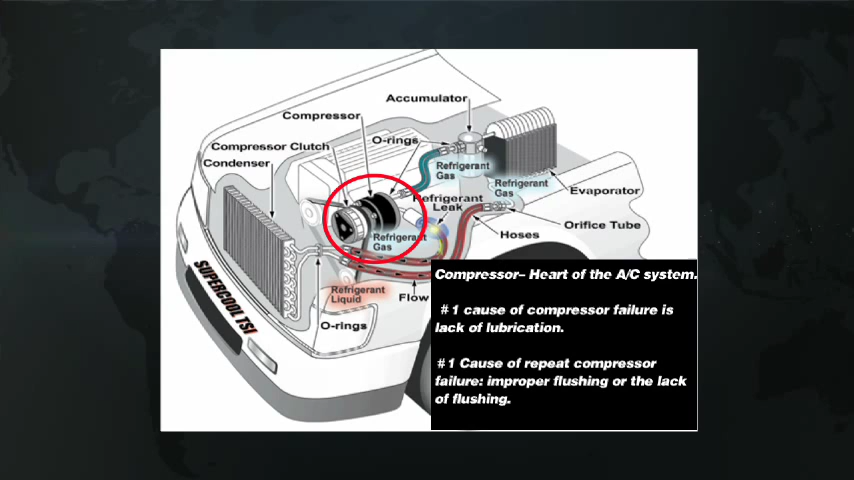 Accumulator
Compressor
Compressor Clutch
O-rings
Condenser
Refrigerant
Gas
Refrigerant
Gas
Evaporator
Refrigerant
Leak
Orifice Tube
Hoses
Refrigerant
Gas
Compressor– Heart of the A/C system.
# 1 cause of compressor failure is
lack of lubrication.
# 1 Cause of repeat compressor
failure: improper flushing or the lack
of flushing.
Refrigerant
Liquid
Flow
O-rings
SUPERCOOL TSI